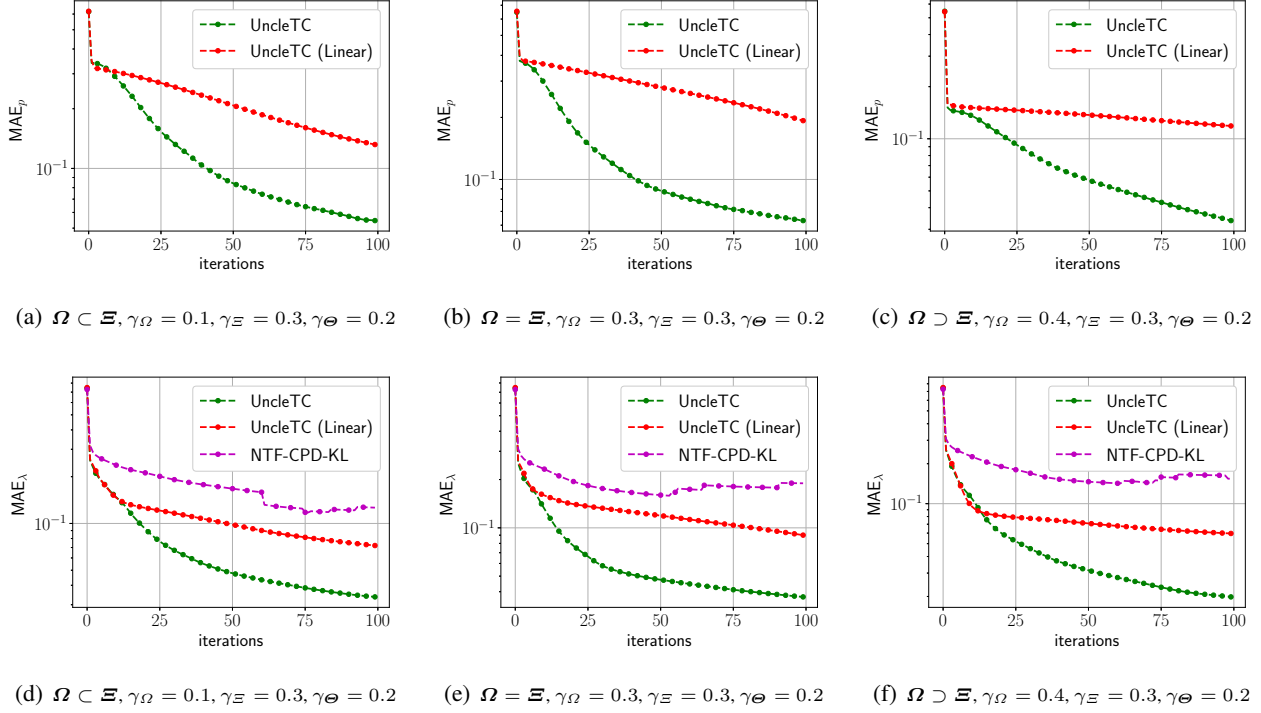 UncleTC
UncleTC (Linear)
MAE_p
10⁻¹
0 25 50 75 100
iterations
(a) Ω ⊂ Ξ, γ_Ω = 0.1, γ_Ξ = 0.3, γ_Θ = 0.2
UncleTC
UncleTC (Linear)
MAE_p
10⁻¹
0 25 50 75 100
iterations
(b) Ω = Ξ, γ_Ω = 0.3, γ_Ξ = 0.3, γ_Θ = 0.2
UncleTC
UncleTC (Linear)
MAE_p
10⁻¹
0 25 50 75 100
iterations
(c) Ω ⊃ Ξ, γ_Ω = 0.4, γ_Ξ = 0.3, γ_Θ = 0.2
UncleTC
UncleTC (Linear)
NTF-CPD-KL
MAE_λ
10⁻¹
0 25 50 75 100
iterations
(d) Ω ⊂ Ξ, γ_Ω = 0.1, γ_Ξ = 0.3, γ_Θ = 0.2
UncleTC
UncleTC (Linear)
NTF-CPD-KL
MAE_λ
10⁻¹
0 25 50 75 100
iterations
(e) Ω = Ξ, γ_Ω = 0.3, γ_Ξ = 0.3, γ_Θ = 0.2
UncleTC
UncleTC (Linear)
NTF-CPD-KL
MAE_λ
10⁻¹
0 25 50 75 100
iterations
(f) Ω ⊃ Ξ, γ_Ω = 0.4, γ_Ξ = 0.3, γ_Θ = 0.2